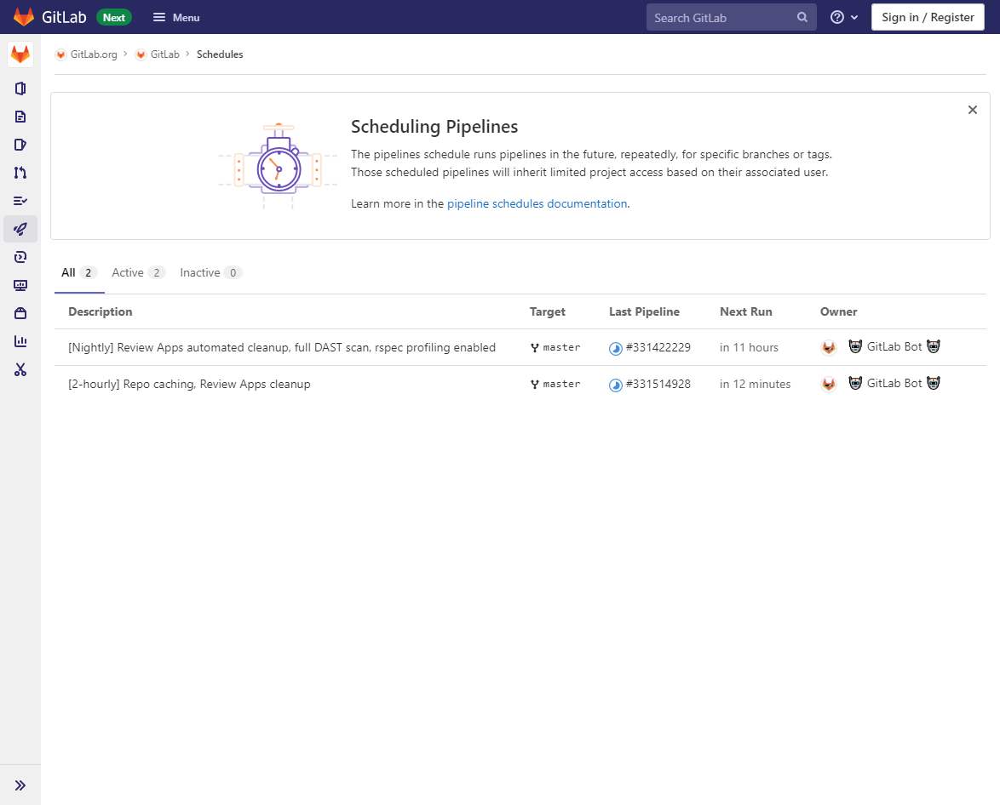 GitLab Next Menu Search GitLab Sign in / Register
GitLab.org › GitLab › Schedules
Scheduling Pipelines
The pipelines schedule runs pipelines in the future, repeatedly, for specific branches or tags.
Those scheduled pipelines will inherit limited project access based on their associated user.
Learn more in the pipeline schedules documentation.
All 2 Active 2 Inactive 0
Description Target Last Pipeline Next Run Owner
[Nightly] Review Apps automated cleanup, full DAST scan, rspec profiling enabled master #331422229 in 11 hours GitLab Bot
[2-hourly] Repo caching, Review Apps cleanup master #331514928 in 12 minutes GitLab Bot